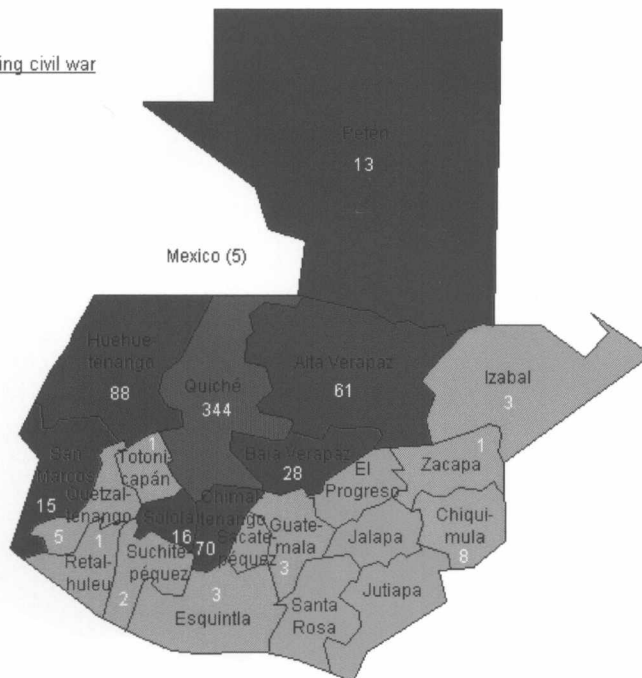 ing civil war
Petén
13
Mexico (5)
Huehue-
tenango
88
Quiché
344
Alta Verapaz
61
Izabal
3
San
Marcos
15
Quetzal-
tenango
5
1
Totoni
capán
1
Baja Verapaz
28
El
Progreso
Zacapa
1
Sololá
16
Chimal
ltenango
70
Sacate-
péquez
Guate-
mala
3
Jalapa
Chiqui-
mula
8
Retal-
huleu
Suchite-
péquez
2
3
Esquintla
Santa
Rosa
Jutiapa